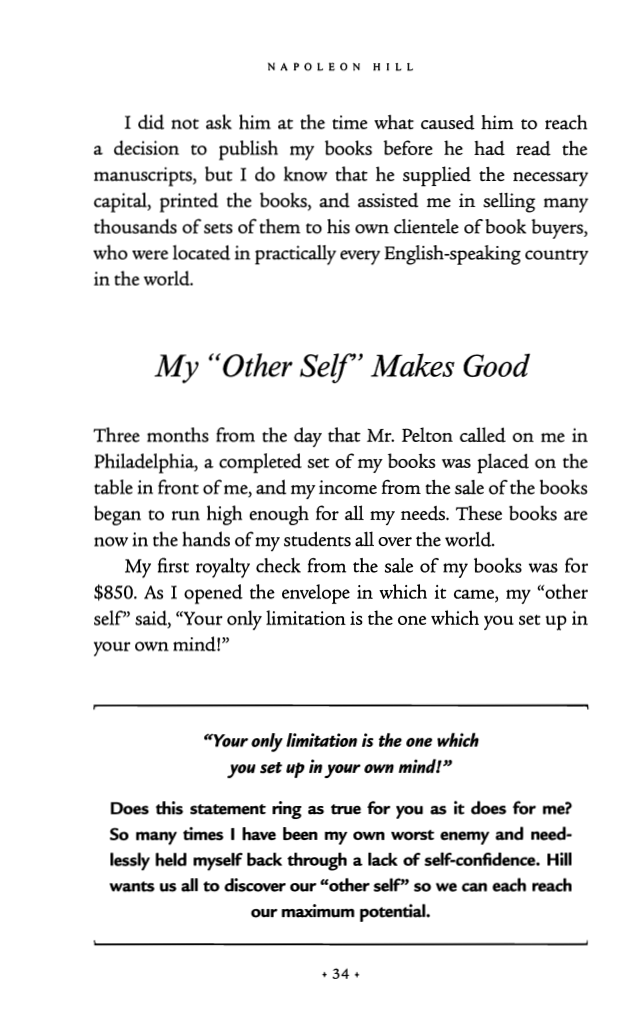 NAPOLEON HILL
I did not ask him at the time what caused him to reach
a decision to publish my books before he had read the
manuscripts, but I do know that he supplied the necessary
capital, printed the books, and assisted me in selling many
thousands of sets of them to his own clientele of book buyers,
who were located in practically every English-speaking country
in the world.
My “Other Self” Makes Good
Three months from the day that Mr. Pelton called on me in
Philadelphia, a completed set of my books was placed on the
table in front of me, and my income from the sale of the books
began to run high enough for all my needs. These books are
now in the hands of my students all over the world.
My first royalty check from the sale of my books was for
$850. As I opened the envelope in which it came, my “other
self” said, “Your only limitation is the one which you set up in
your own mind!”
“Your only limitation is the one which
you set up in your own mind!”
Does this statement ring as true for you as it does for me?
So many times I have been my own worst enemy and need-
lessly held myself back through a lack of self-confidence. Hill
wants us all to discover our “other self” so we can each reach
our maximum potential.
• 34 •